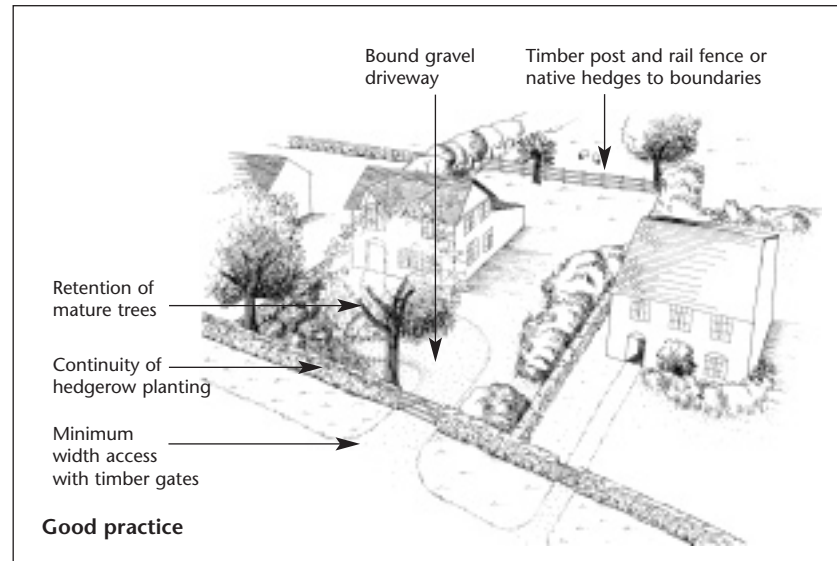 Bound gravel
driveway
Timber post and rail fence or
native hedges to boundaries
Retention of
mature trees
Continuity of
hedgerow planting
Minimum
width access
with timber gates
Good practice